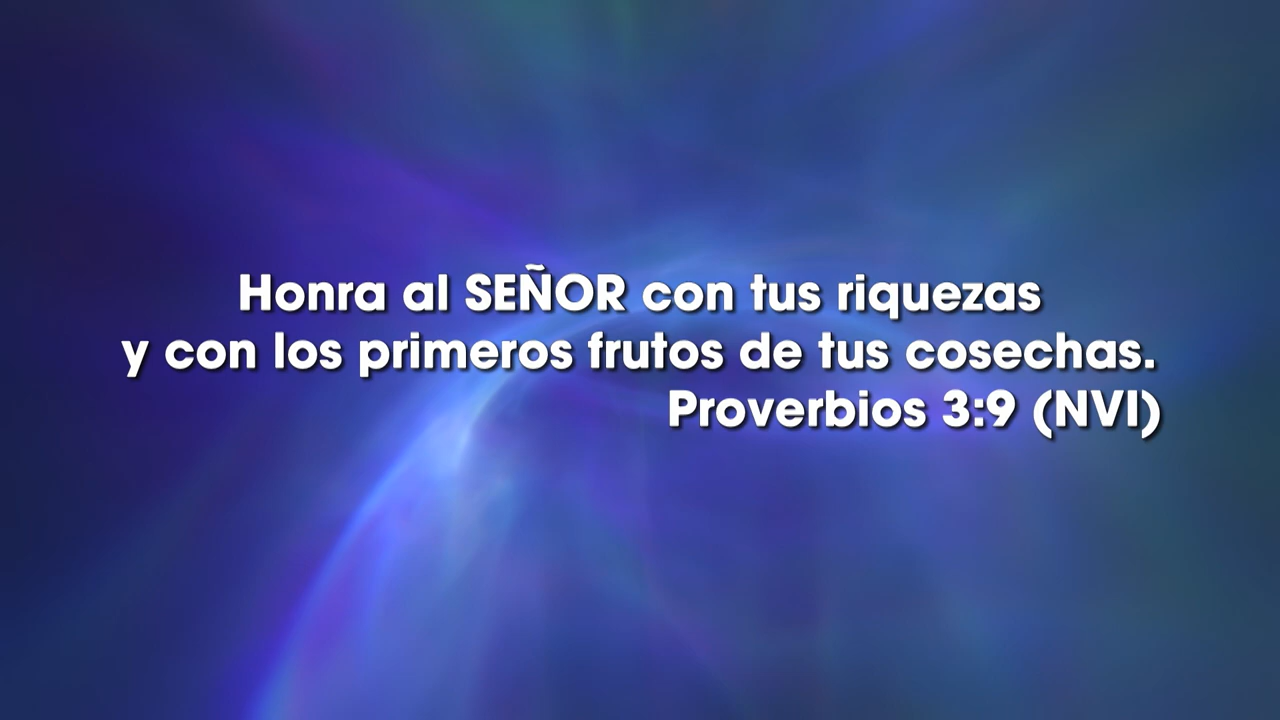 Honra al SEÑOR con tus riquezas
y con los primeros frutos de tus cosechas.
Proverbios 3:9 (NVI)